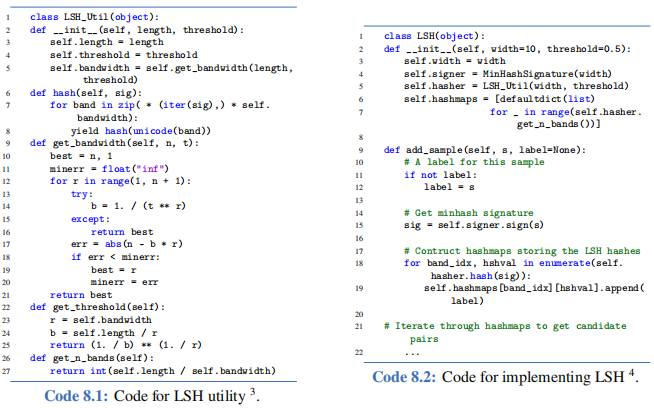 1 class LSH_Util(object):
2 def __init__(self, length, threshold):
3 self.length = length
4 self.threshold = threshold
5 self.bandwidth = self.get_bandwidth(length,
threshold)
6 def hash(self, sig):
7 for band in zip( * (iter(sig),) * self.
bandwidth):
8 yield hash(unicode(band))
9 def get_bandwidth(self, n, t):
10 best = n, 1
11 minerr = float("inf")
12 for r in range(1, n + 1):
13 try:
14 b = 1. / (t ** r)
15 except:
16 return best
17 err = abs(n - b * r)
18 if err < minerr:
19 best = r
20 minerr = err
21 return best
22 def get_threshold(self):
23 r = self.bandwidth
24 b = self.length / r
25 return (1. / b) ** (1. / r)
26 def get_n_bands(self):
27 return int(self.length / self.bandwidth)
Code 8.1: Code for LSH utility 3.
1 class LSH(object):
2 def __init__(self, width=10, threshold=0.5):
3 self.width = width
4 self.signer = MinHashSignature(width)
5 self.hasher = LSH_Util(width, threshold)
6 self.hashmaps = [defaultdict(list)
7 for _ in range(self.hasher.
get_n_bands())]
8
9 def add_sample(self, s, label=None):
10 # A label for this sample
11 if not label:
12 label = s
13
14 # Get minhash signature
15 sig = self.signer.sign(s)
16
17 # Contruct hashmaps storing the LSH hashes
18 for band_idx, hshval in enumerate(self.
hasher.hash(sig)):
19 self.hashmaps[band_idx][hshval].append(
label)
20
21 # Iterate through hashmaps to get candidate
pairs
22 ...
Code 8.2: Code for implementing LSH 4.